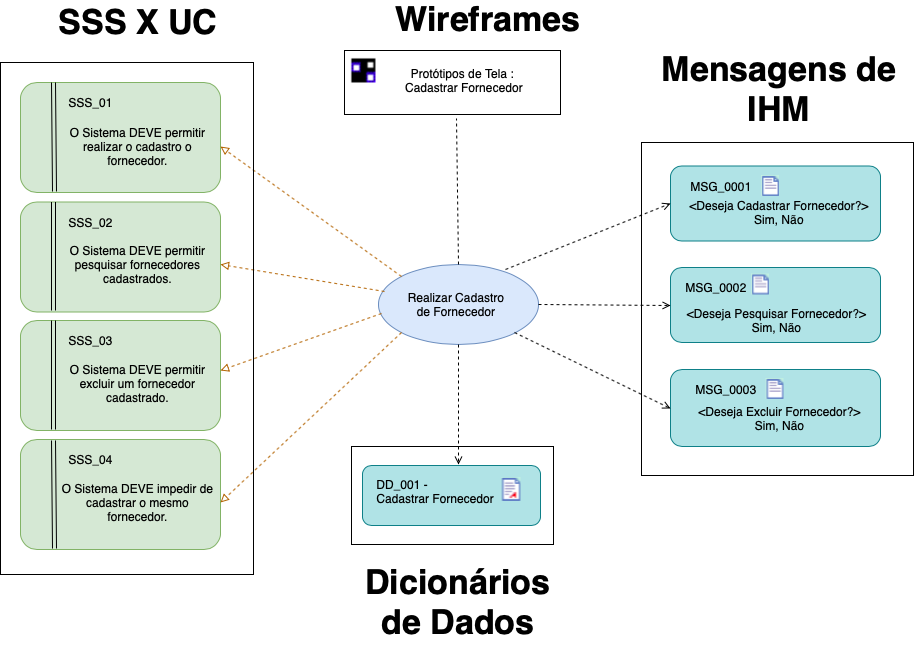 SSS X UC
SSS_01
O Sistema DEVE permitir
realizar o cadastro o
fornecedor.
SSS_02
O Sistema DEVE permitir
pesquisar fornecedores
cadastrados.
SSS_03
O Sistema DEVE permitir
excluir um fornecedor
cadastrado.
SSS_04
O Sistema DEVE impedir de
cadastrar o mesmo
fornecedor.
Wireframes
Protótipos de Tela :
Cadastrar Fornecedor
Realizar Cadastro
de Fornecedor
DD_001 -
Cadastrar Fornecedor
Dicionários
de Dados
Mensagens de
IHM
MSG_0001
<Deseja Cadastrar Fornecedor?>
Sim, Não
MSG_0002
<Deseja Pesquisar Fornecedor?>
Sim, Não
MSG_0003
<Deseja Excluir Fornecedor?>
Sim, Não